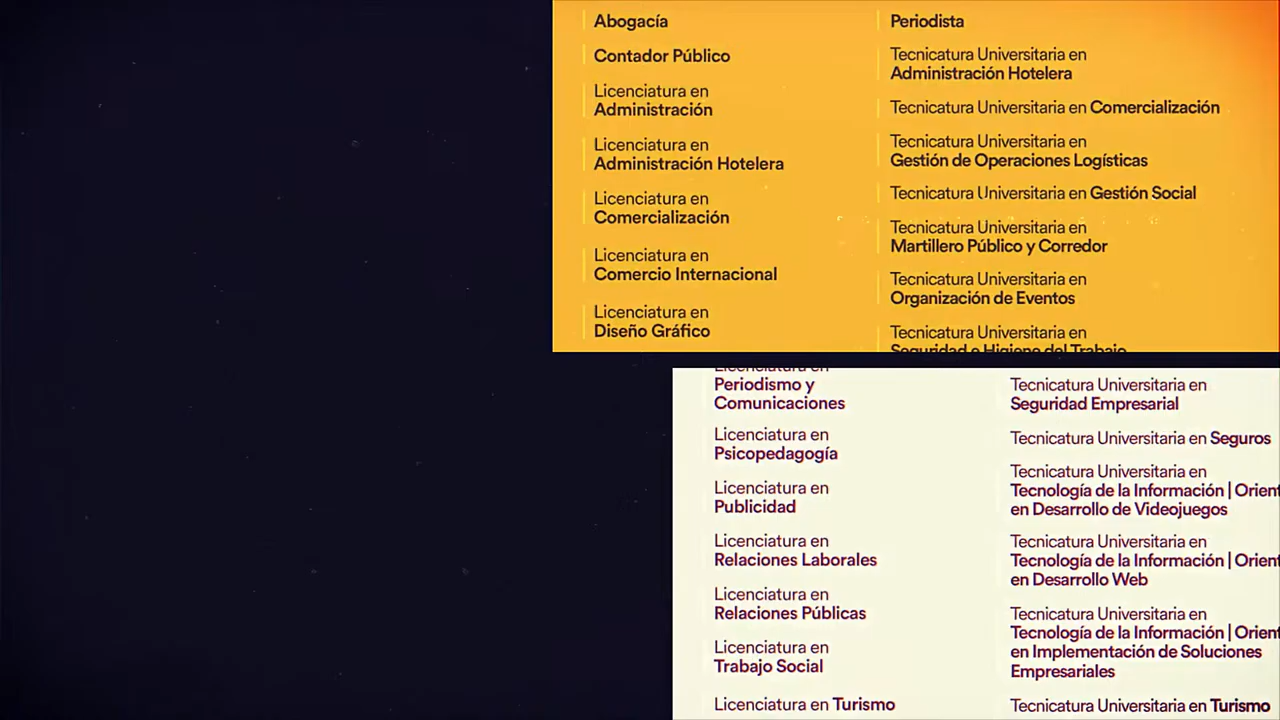 Abogacía
Contador Público
Licenciatura en
Administración
Licenciatura en
Administración Hotelera
Licenciatura en
Comercialización
Licenciatura en
Comercio Internacional
Licenciatura en
Diseño Gráfico
Periodista
Tecnicatura Universitaria en
Administración Hotelera
Tecnicatura Universitaria en Comercialización
Tecnicatura Universitaria en
Gestión de Operaciones Logísticas
Tecnicatura Universitaria en Gestión Social
Tecnicatura Universitaria en
Martillero Público y Corredor
Tecnicatura Universitaria en
Organización de Eventos
Tecnicatura Universitaria en
Seguridad e Higiene del Trabajo
Licenciatura en
Periodismo y
Comunicaciones
Licenciatura en
Psicopedagogía
Licenciatura en
Publicidad
Licenciatura en
Relaciones Laborales
Licenciatura en
Relaciones Públicas
Licenciatura en
Trabajo Social
Licenciatura en Turismo
Tecnicatura Universitaria en
Seguridad Empresarial
Tecnicatura Universitaria en Seguros
Tecnicatura Universitaria en
Tecnología de la Información | Orient
en Desarrollo de Videojuegos
Tecnicatura Universitaria en
Tecnología de la Información | Orient
en Desarrollo Web
Tecnicatura Universitaria en
Tecnología de la Información | Orient
en Implementación de Soluciones
Empresariales
Tecnicatura Universitaria en Turismo